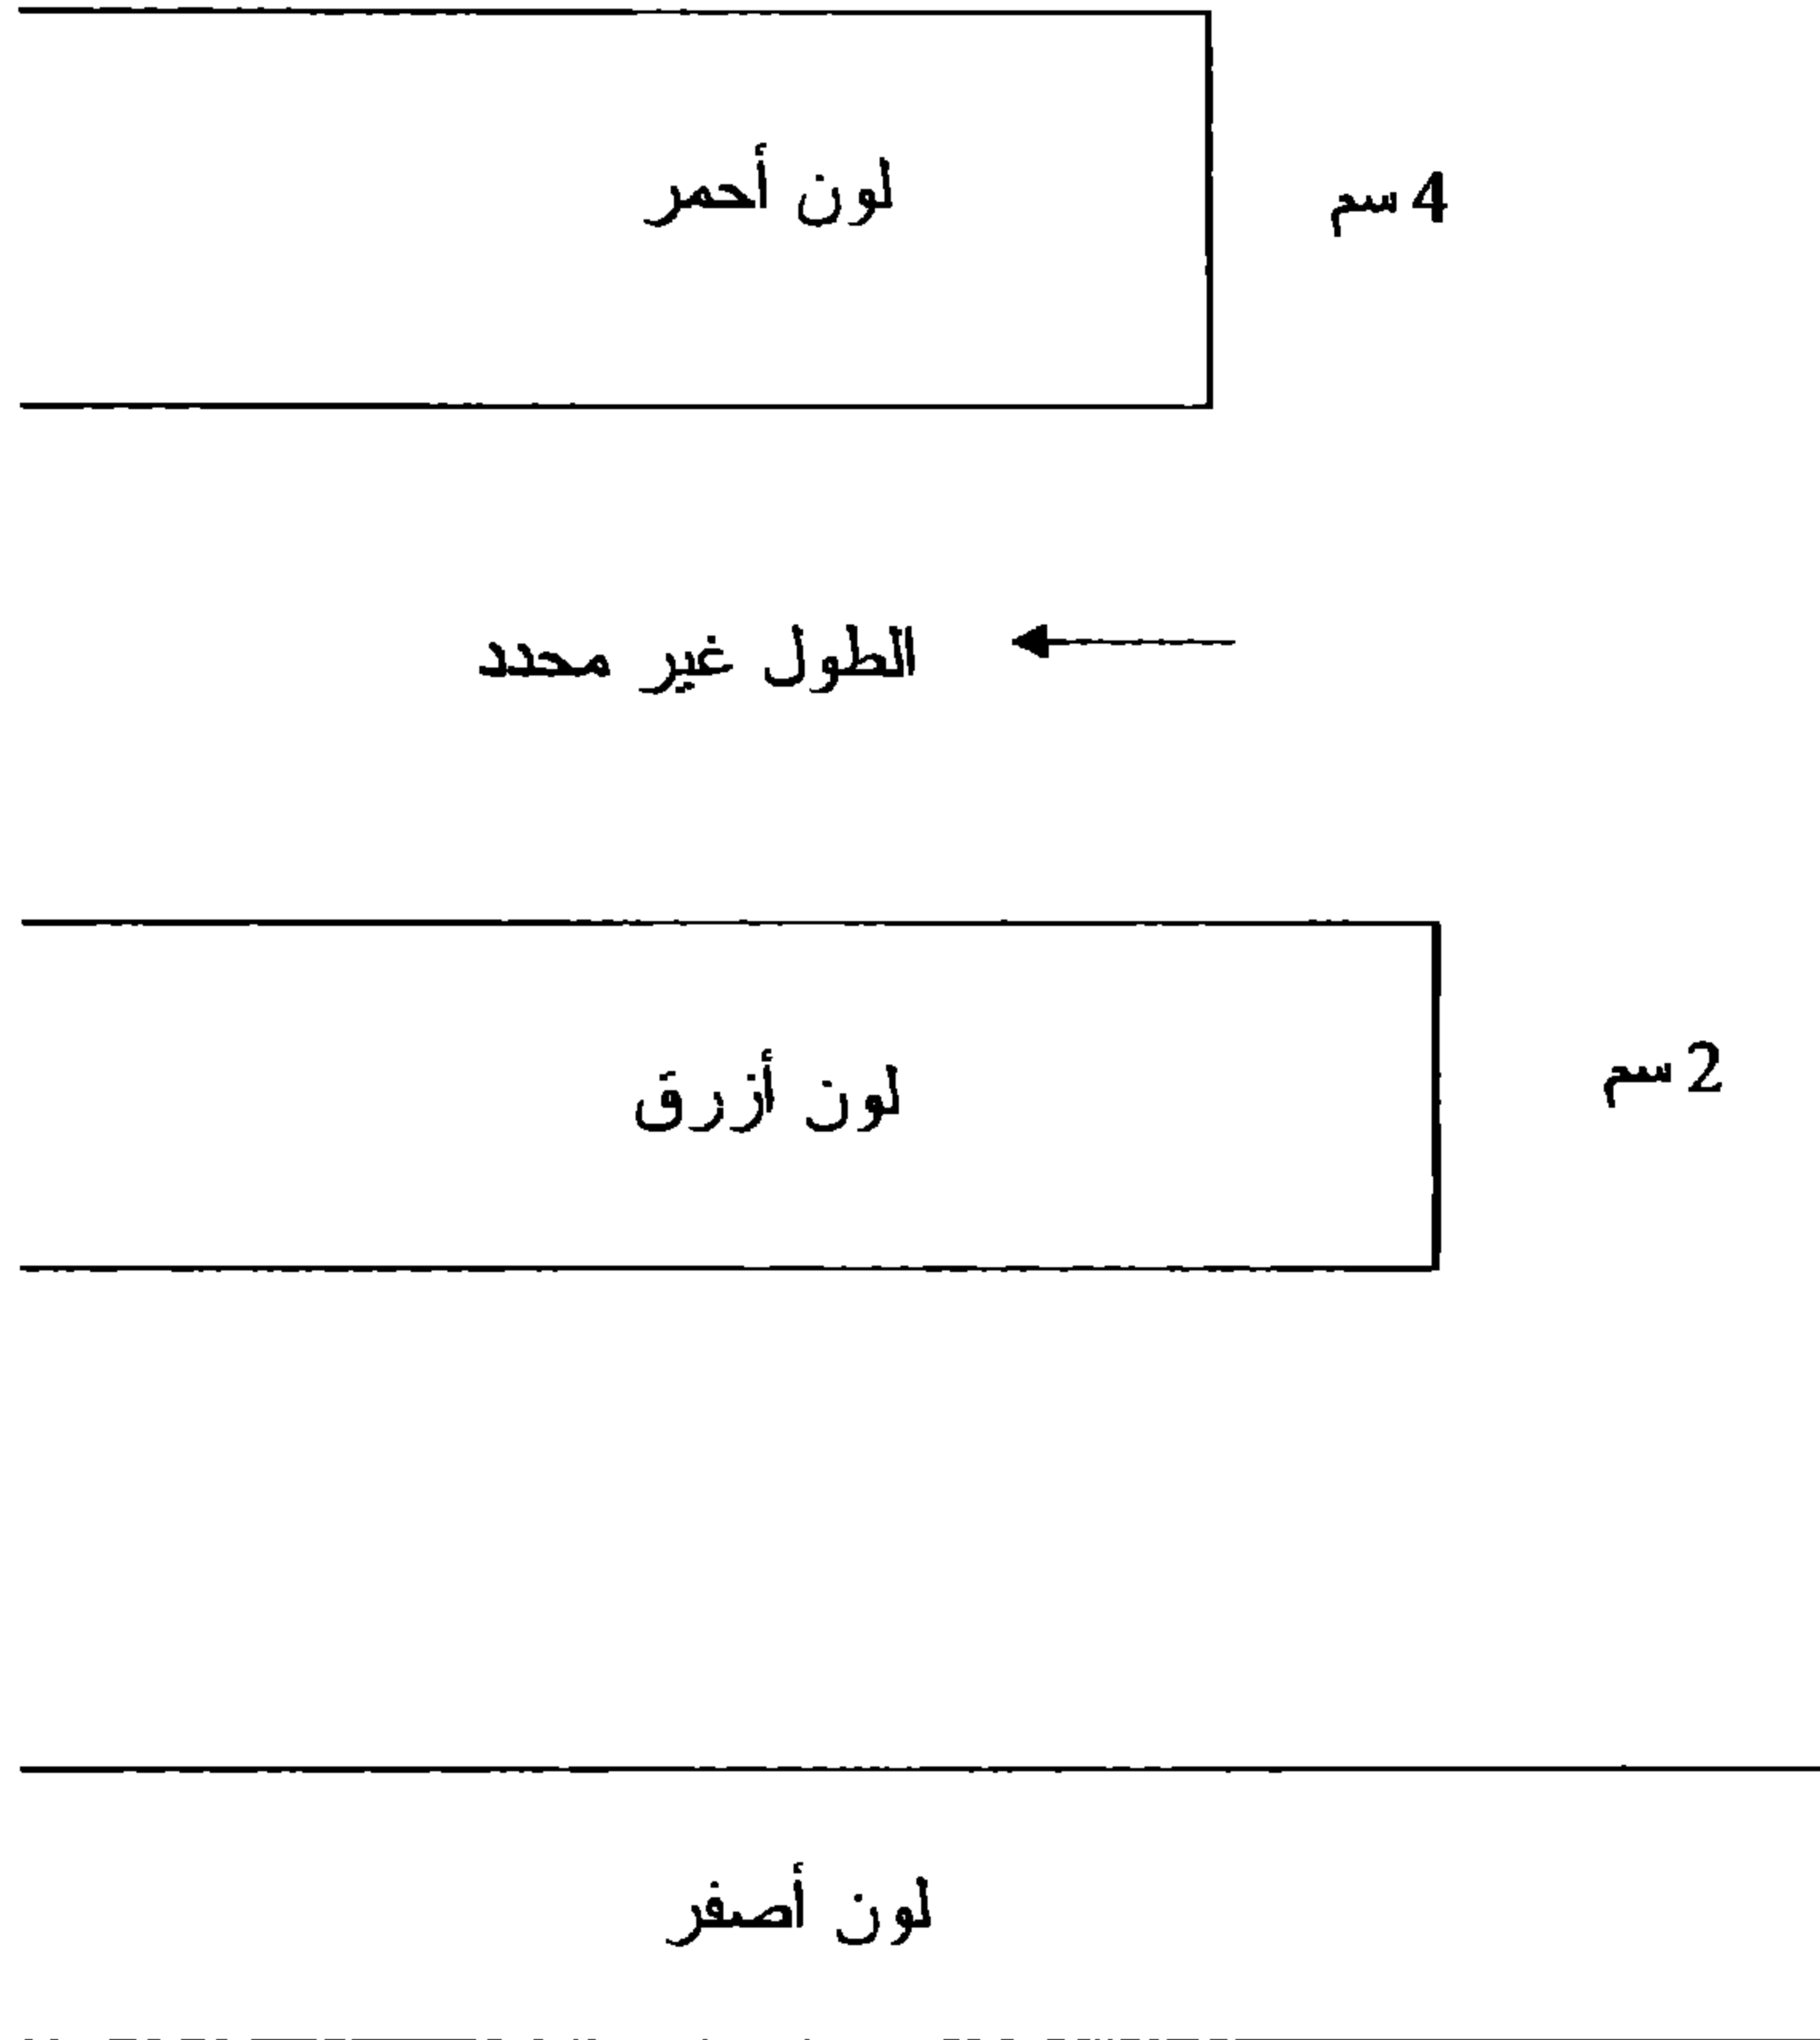 4 سم
لون أحمر
الطول غير محدد
2 سم
لون أزرق
لون أصفر